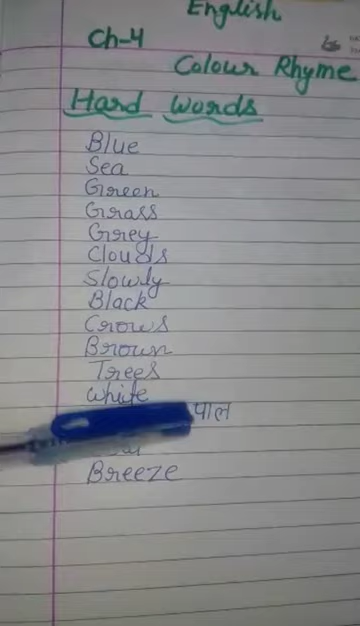 English
Ch-4
Colour Rhyme
Hard Words
Blue
Sea
Green
Grass
Grey
Clouds
Slowly
Black
Crows
Brown
Trees
White
पाल
Breeze